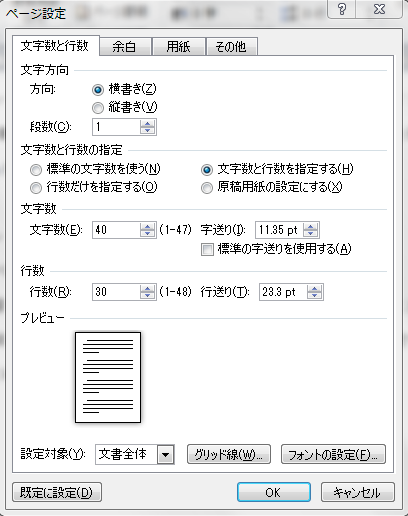 ページ設定
文字数と行数 余白 用紙 その他
文字方向
方向: 横書き(Z)
縦書き(V)
段数(C): 1
文字数と行数の指定
標準の文字数を使う(N) 文字数と行数を指定する(H)
行数だけを指定する(O) 原稿用紙の設定にする(X)
文字数
文字数(E): 40 (1-47) 字送り(I): 11.35 pt
標準の字送りを使用する(A)
行数
行数(R): 30 (1-48) 行送り(T): 23.3 pt
プレビュー
設定対象(Y): 文書全体 グリッド線(W)... フォントの設定(F)...
既定に設定(D) OK キャンセル